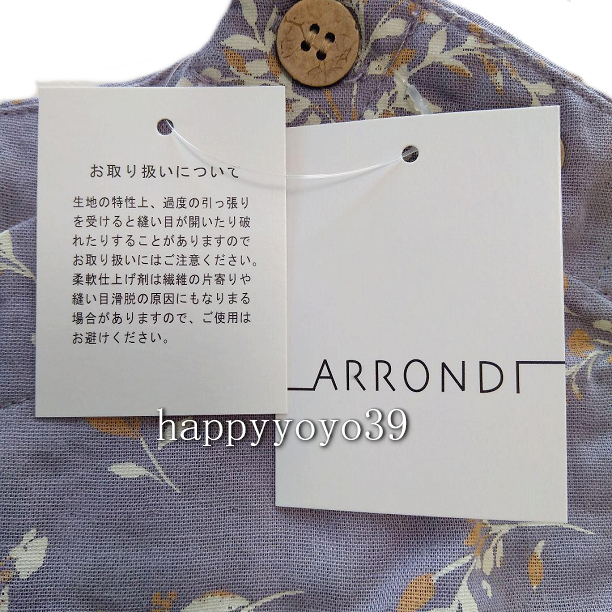 お取り扱いについて
生地の特性上、過度の引っ張り
を受けると縫い目が開いたり破
れたりすることがありますので
お取り扱いにはご注意ください。
柔軟仕上げ剤は繊維の片寄りや
縫い目滑脱の原因にもなりまる
場合がありますので、ご使用は
お避けください。
ARRONDI
happyyoyo39